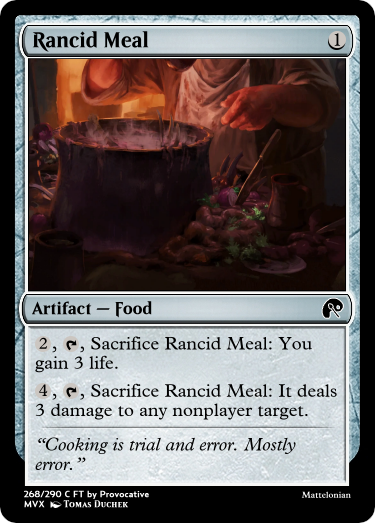 Rancid Meal 1
Artifact — Food
2, T, Sacrifice Rancid Meal: You
gain 3 life.
4, T, Sacrifice Rancid Meal: It deals
3 damage to any nonplayer target.
“Cooking is trial and error. Mostly
error.”
268/290 C FT by Provocative
MVX Tomas Duchek Mattelonian